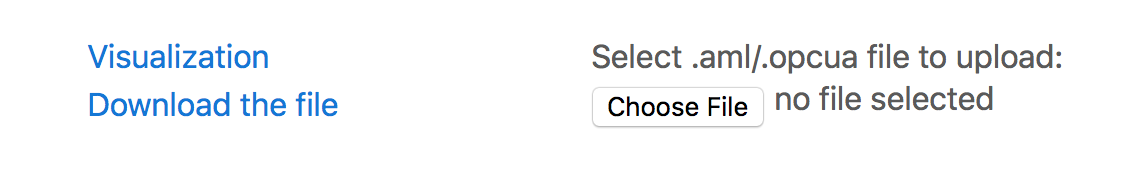 Visualization
Download the file
Select .aml/.opcua file to upload:
Choose File no file selected